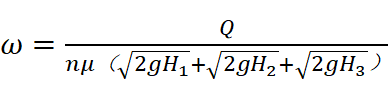 ω = Q / nμ （√2gH₁+√2gH₂+√2gH₃ ）